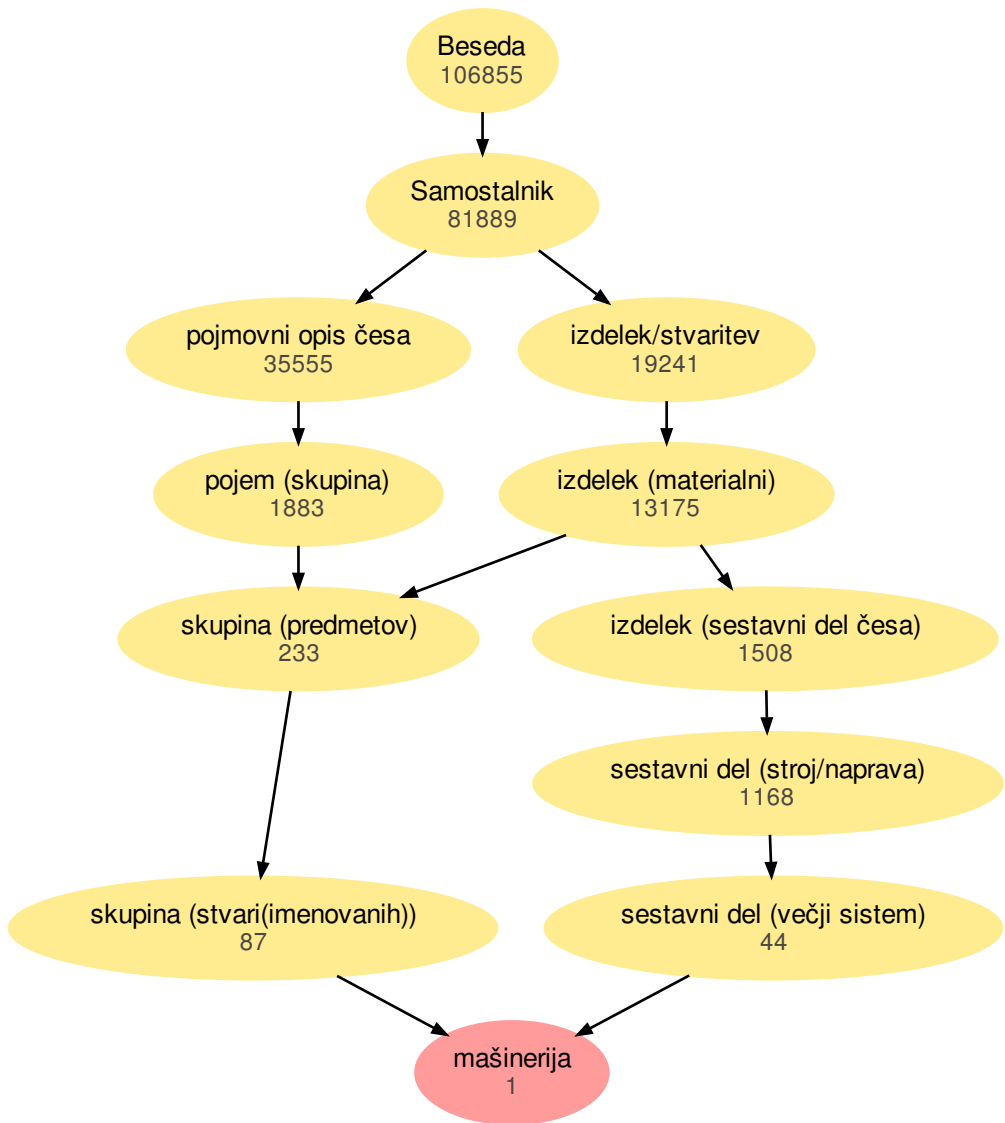 Beseda
106855
Samostalnik
81889
pojmovni opis česa
35555
izdelek/stvaritev
19241
pojem (skupina)
1883
izdelek (materialni)
13175
skupina (predmetov)
233
izdelek (sestavni del česa)
1508
sestavni del (stroj/naprava)
1168
skupina (stvari(imenovanih))
87
sestavni del (večji sistem)
44
mašinerija
1